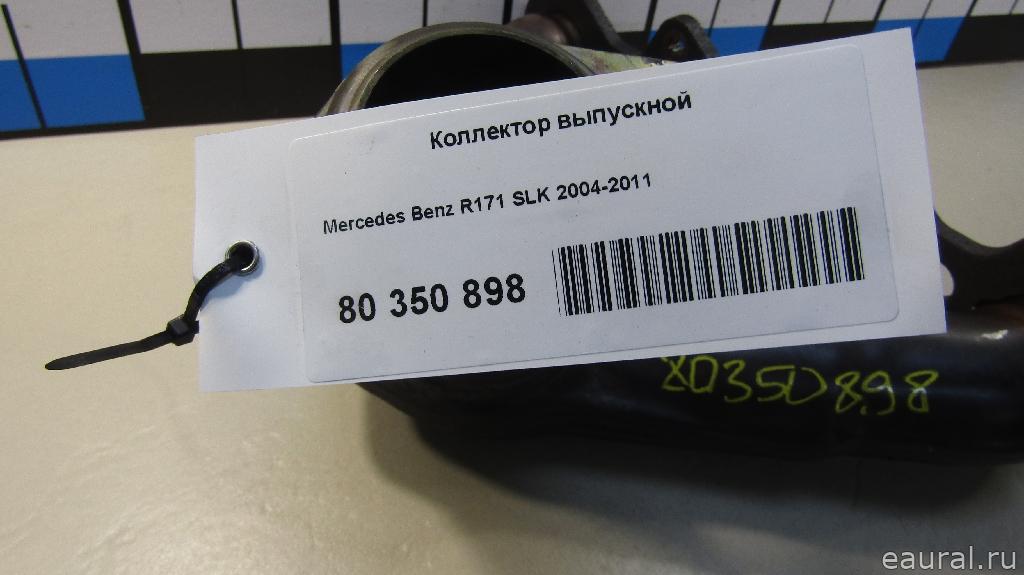 Коллектор выпускной
Mercedes Benz R171 SLK 2004-2011
80 350 898
80350898
eaural.ru